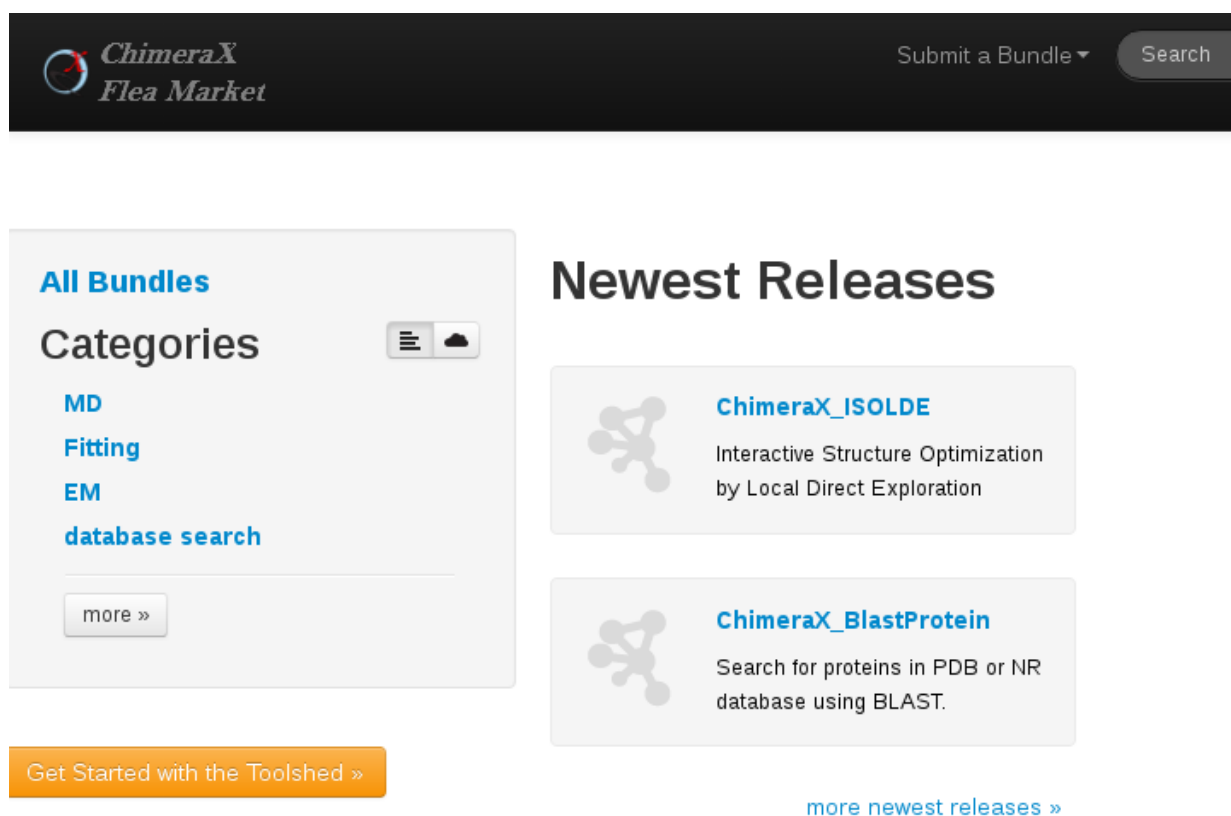 ChimeraX
Flea Market
Submit a Bundle
Search
All Bundles
Categories
MD
Fitting
EM
database search
more »
Get Started with the Toolshed »
Newest Releases
ChimeraX_ISOLDE
Interactive Structure Optimization
by Local Direct Exploration
ChimeraX_BlastProtein
Search for proteins in PDB or NR
database using BLAST.
more newest releases »